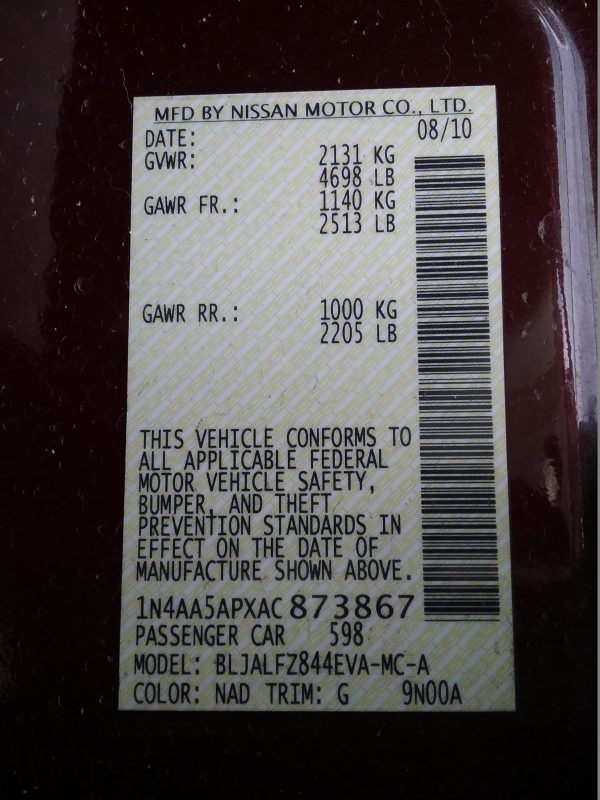 MFD BY NISSAN MOTOR CO., LTD.
DATE: 08/10
GVWR: 2131 KG
4698 LB
GAWR FR.: 1140 KG
2513 LB
GAWR RR.: 1000 KG
2205 LB
THIS VEHICLE CONFORMS TO
ALL APPLICABLE FEDERAL
MOTOR VEHICLE SAFETY,
BUMPER, AND THEFT
PREVENTION STANDARDS IN
EFFECT ON THE DATE OF
MANUFACTURE SHOWN ABOVE.
1N4AA5APXAC873867
PASSENGER CAR 598
MODEL: BLJALFZ844EVA-MC-A
COLOR: NAD TRIM: G 9N00A